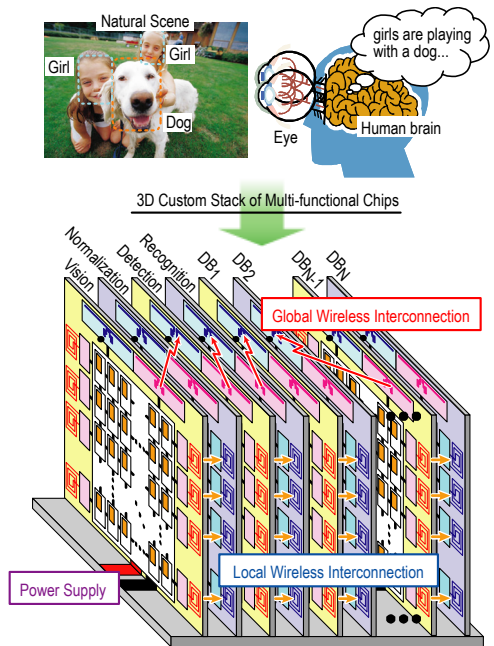 Natural Scene
Girl
Girl
Dog
girls are playing
with a dog...
Eye
Human brain
3D Custom Stack of Multi-functional Chips
Vision
Normalization
Detection
Recognition
DB1
DB2
DBN-1
DBN
Global Wireless Interconnection
Local Wireless Interconnection
Power Supply